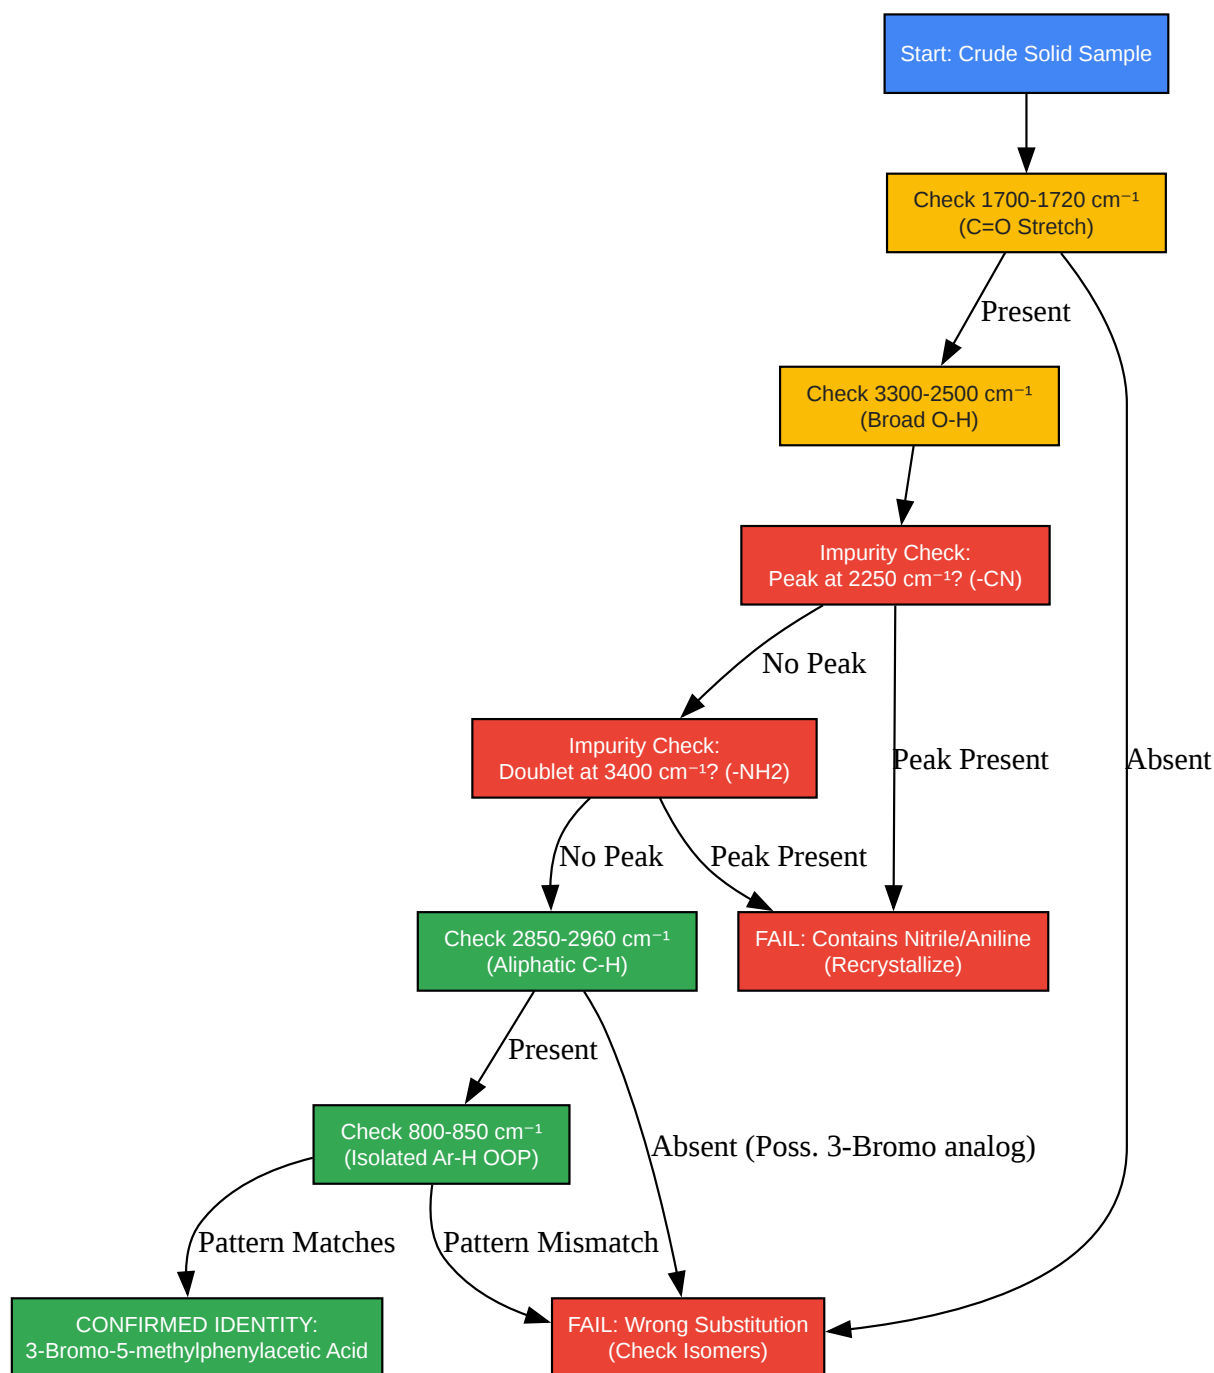 Start: Crude Solid Sample
Check 1700-1720 cm⁻¹
(C=O Stretch)
Present
Check 3300-2500 cm⁻¹
(Broad O-H)
Impurity Check:
Peak at 2250 cm⁻¹? (-CN)
No Peak
Impurity Check:
Doublet at 3400 cm⁻¹? (-NH2)
Peak Present
Absent
No Peak
Peak Present
Check 2850-2960 cm⁻¹
(Aliphatic C-H)
FAIL: Contains Nitrile/Aniline
(Recrystallize)
Present
Check 800-850 cm⁻¹
(Isolated Ar-H OOP)
Absent (Poss. 3-Bromo analog)
Pattern Matches
Pattern Mismatch
CONFIRMED IDENTITY:
3-Bromo-5-methylphenylacetic Acid
FAIL: Wrong Substitution
(Check Isomers)